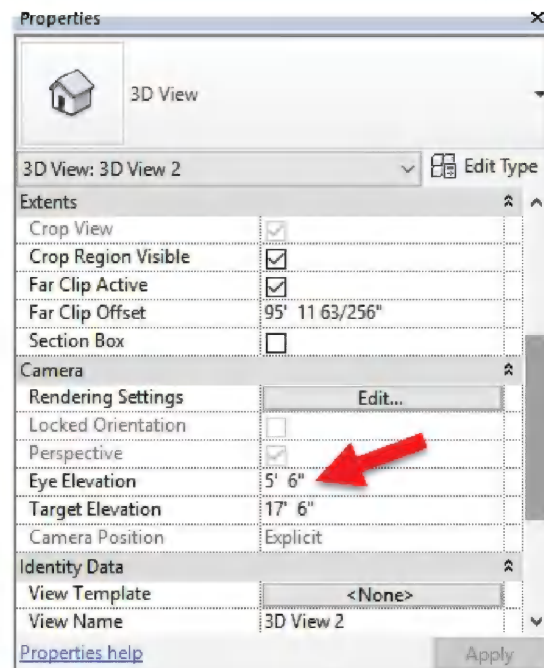 Properties
3D View
3D View: 3D View 2 Edit Type
Extents
Crop View
Crop Region Visible
Far Clip Active
Far Clip Offset 95' 11 63/256"
Section Box
Camera
Rendering Settings Edit...
Locked Orientation
Perspective
Eye Elevation 5' 6"
Target Elevation 17' 6"
Camera Position Explicit
Identity Data
View Template <None>
View Name 3D View 2
Properties help Apply